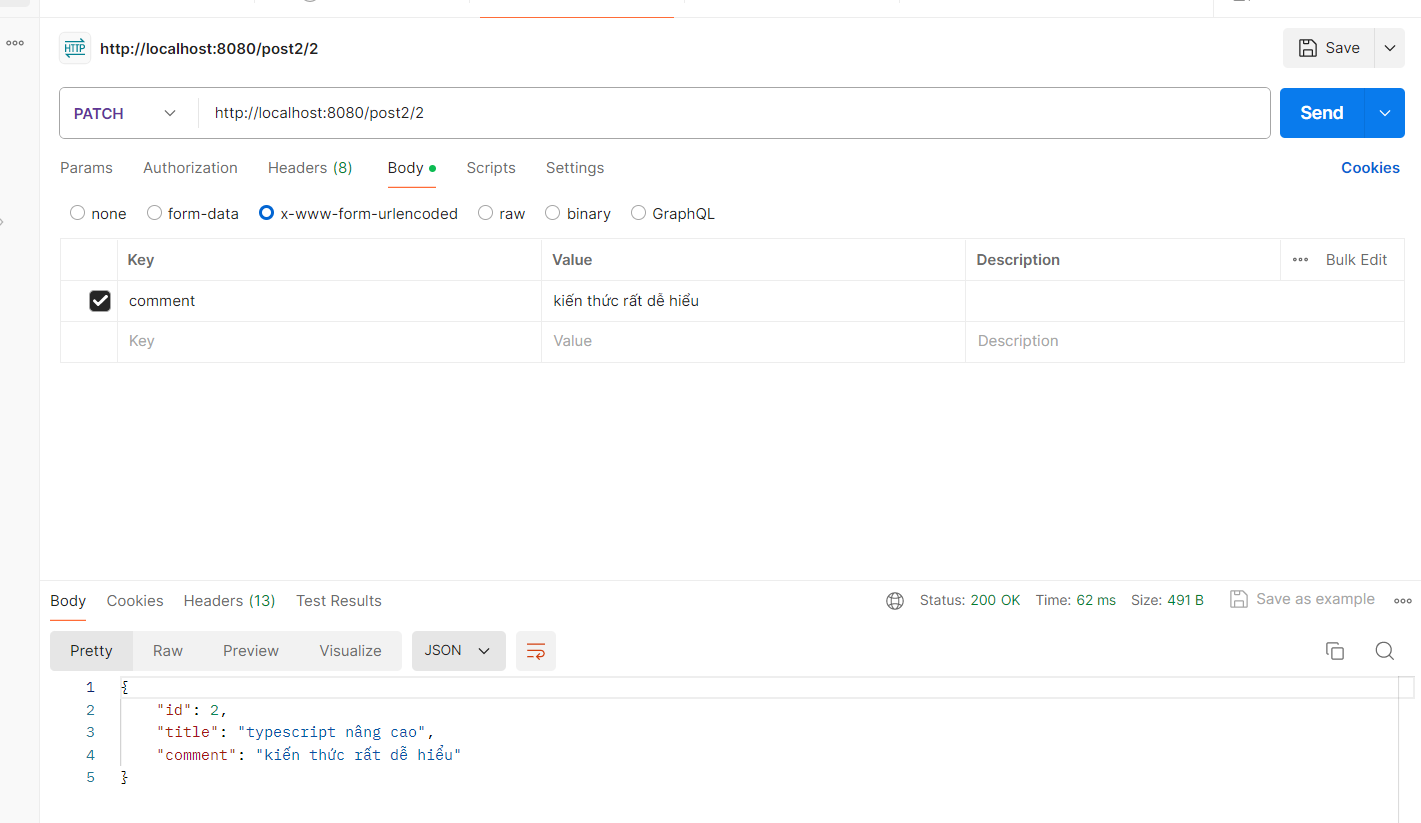 HTTP http://localhost:8080/post2/2 Save
PATCH http://localhost:8080/post2/2 Send
Params Authorization Headers (8) Body Scripts Settings Cookies
none form-data x-www-form-urlencoded raw binary GraphQL
Key Value Description Bulk Edit
comment kiến thức rất dễ hiểu
Key Value Description
Body Cookies Headers (13) Test Results Status: 200 OK Time: 62 ms Size: 491 B Save as example
Pretty Raw Preview Visualize JSON
1 {
2 "id": 2,
3 "title": "typescript nâng cao",
4 "comment": "kiến thức rất dễ hiểu"
5 }